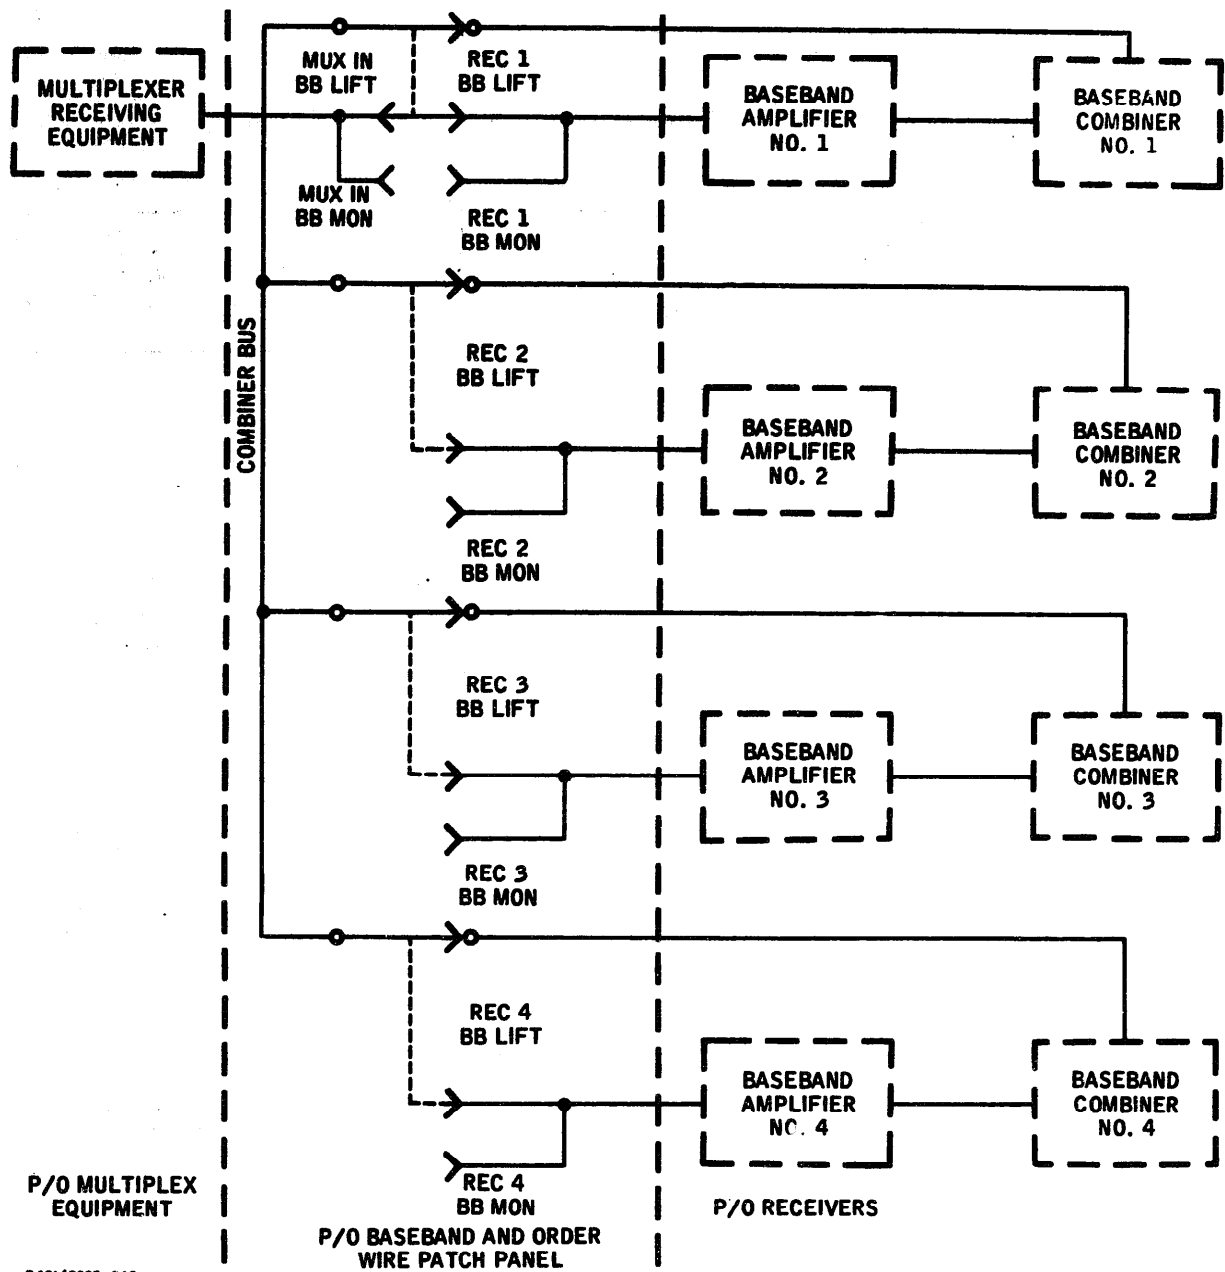 MULTIPLEXER
RECEIVING
EQUIPMENT
MUX IN
BB LIFT
REC 1
BB LIFT
BASEBAND
AMPLIFIER
NO. 1
BASEBAND
COMBINER
NO. 1
MUX IN
BB MON
REC 1
BB MON
COMBINER BUS
REC 2
BB LIFT
BASEBAND
AMPLIFIER
NO. 2
BASEBAND
COMBINER
NO. 2
REC 2
BB MON
REC 3
BB LIFT
BASEBAND
AMPLIFIER
NO. 3
BASEBAND
COMBINER
NO. 3
REC 3
BB MON
REC 4
BB LIFT
BASEBAND
AMPLIFIER
NO. 4
BASEBAND
COMBINER
NO. 4
REC 4
BB MON
P/O MULTIPLEX
EQUIPMENT
P/O BASEBAND AND ORDER
WIRE PATCH PANEL
P/O RECEIVERS